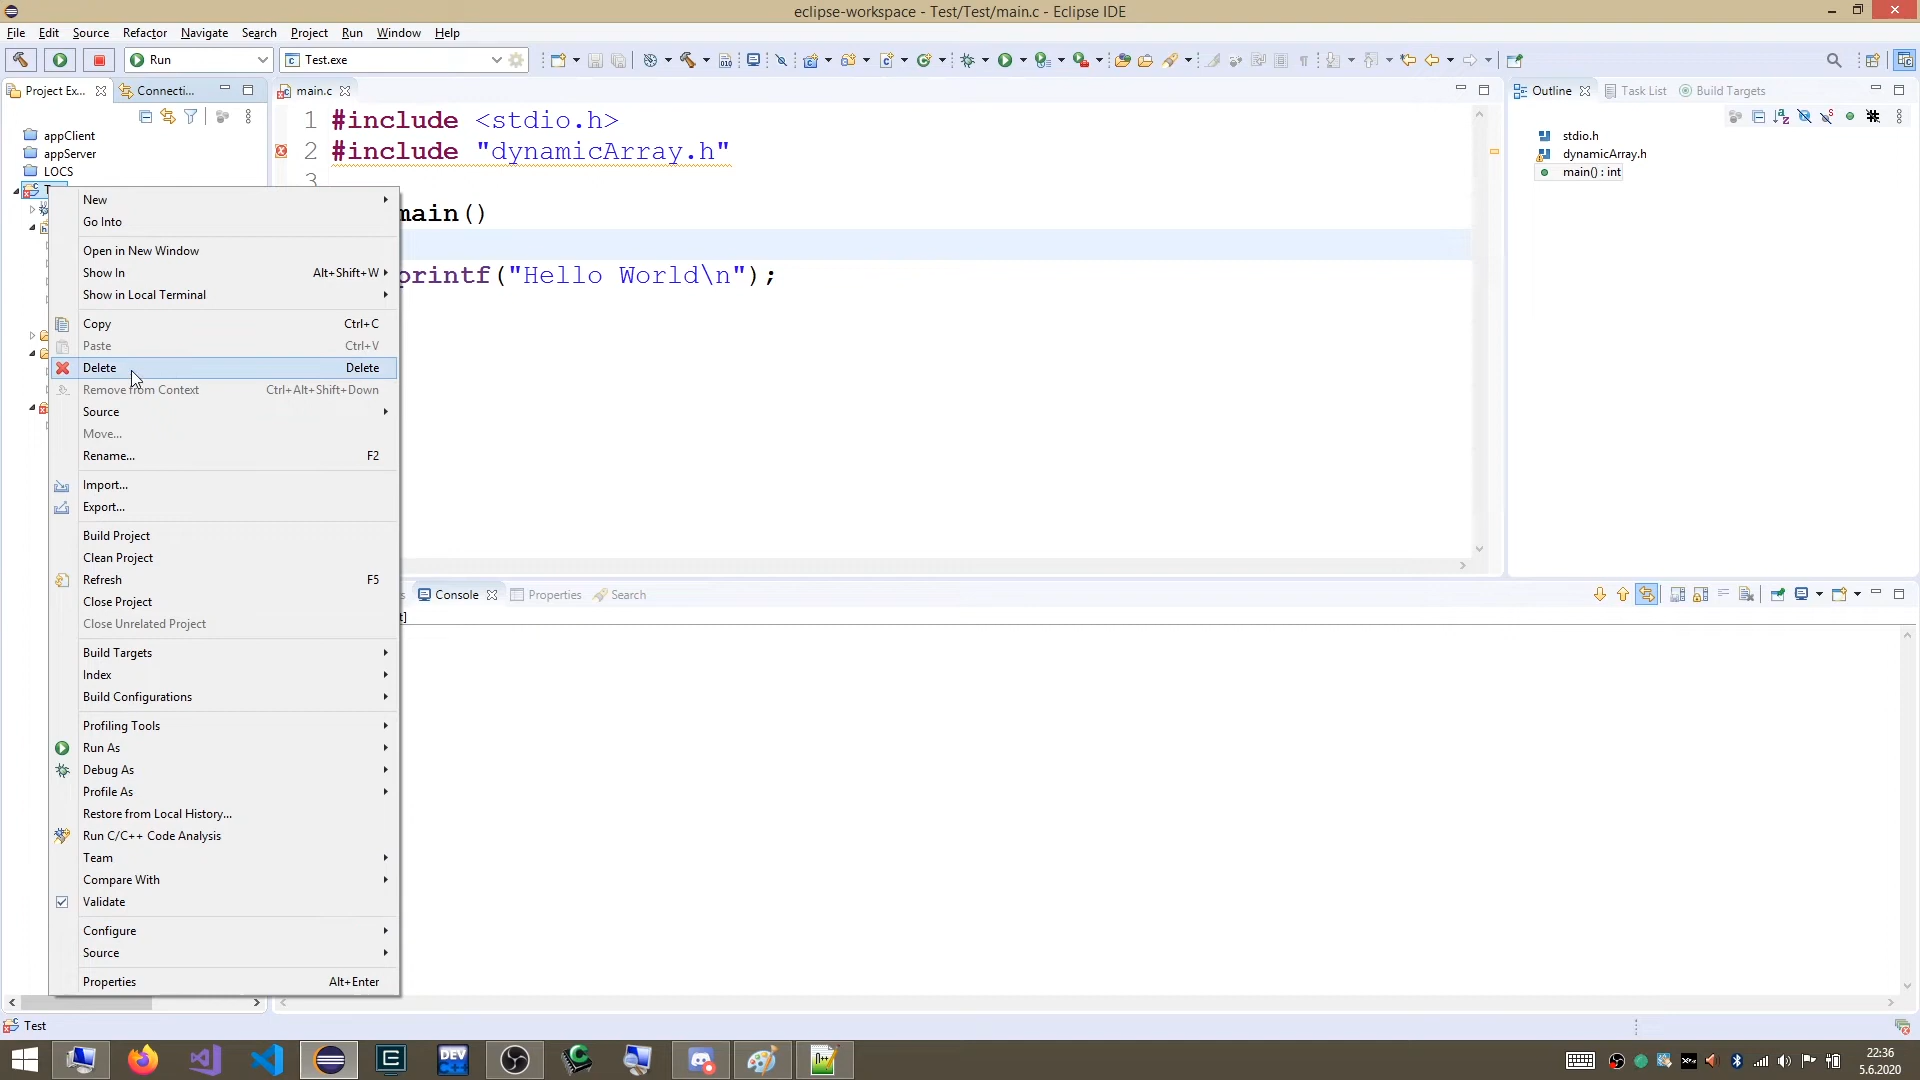 eclipse-workspace - Test/Test/main.c - Eclipse IDE
File Edit Source Refactor Navigate Search Project Run Window Help
Run
Test.exe
Project Ex...
Connecti...
main.c
Outline
Task List
Build Targets
appClient
appServer
LOCS
T
1 #include <stdio.h>
2 #include "dynamicArray.h"
3
main()
printf("Hello World\n");
stdio.h
dynamicArray.h
main() : int
New
Go Into
Open in New Window
Show In Alt+Shift+W
Show in Local Terminal
Copy Ctrl+C
Paste Ctrl+V
Delete Delete
Remove from Context Ctrl+Alt+Shift+Down
Source
Move...
Rename... F2
Import...
Export...
Build Project
Clean Project
Refresh F5
Close Project
Close Unrelated Project
Build Targets
Index
Build Configurations
Profiling Tools
Run As
Debug As
Profile As
Restore from Local History...
Run C/C++ Code Analysis
Team
Compare With
Validate
Configure
Source
Properties Alt+Enter
Console
Properties
Search
t]
Test
DEV
22:36
5.6.2020